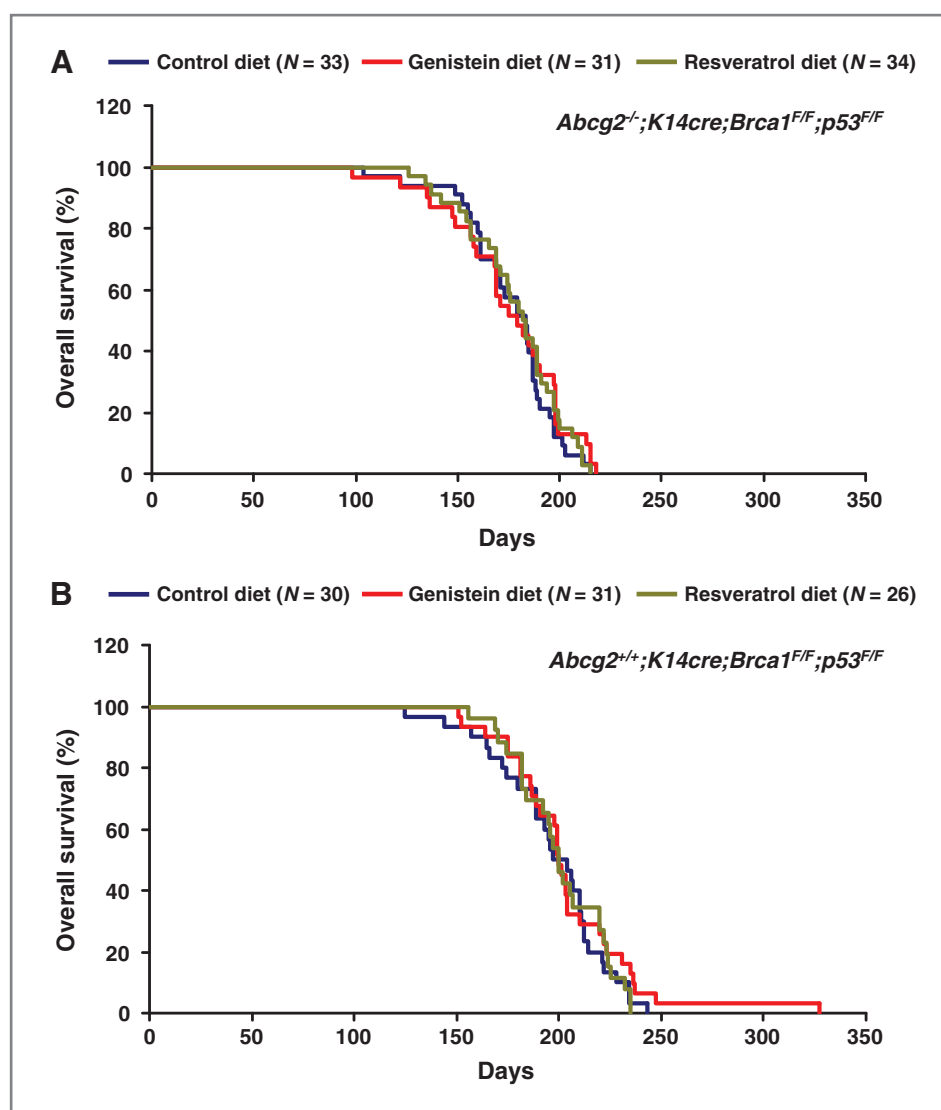 A
Control diet (N = 33) Genistein diet (N = 31) Resveratrol diet (N = 34)
Abcg2-/-;K14cre;Brca1F/F;p53F/F
120
100
80
60
40
20
0
Overall survival (%)
0 50 100 150 200 250 300 350
Days
B
Control diet (N = 30) Genistein diet (N = 31) Resveratrol diet (N = 26)
Abcg2+/+;K14cre;Brca1F/F;p53F/F
120
100
80
60
40
20
0
Overall survival (%)
0 50 100 150 200 250 300 350
Days